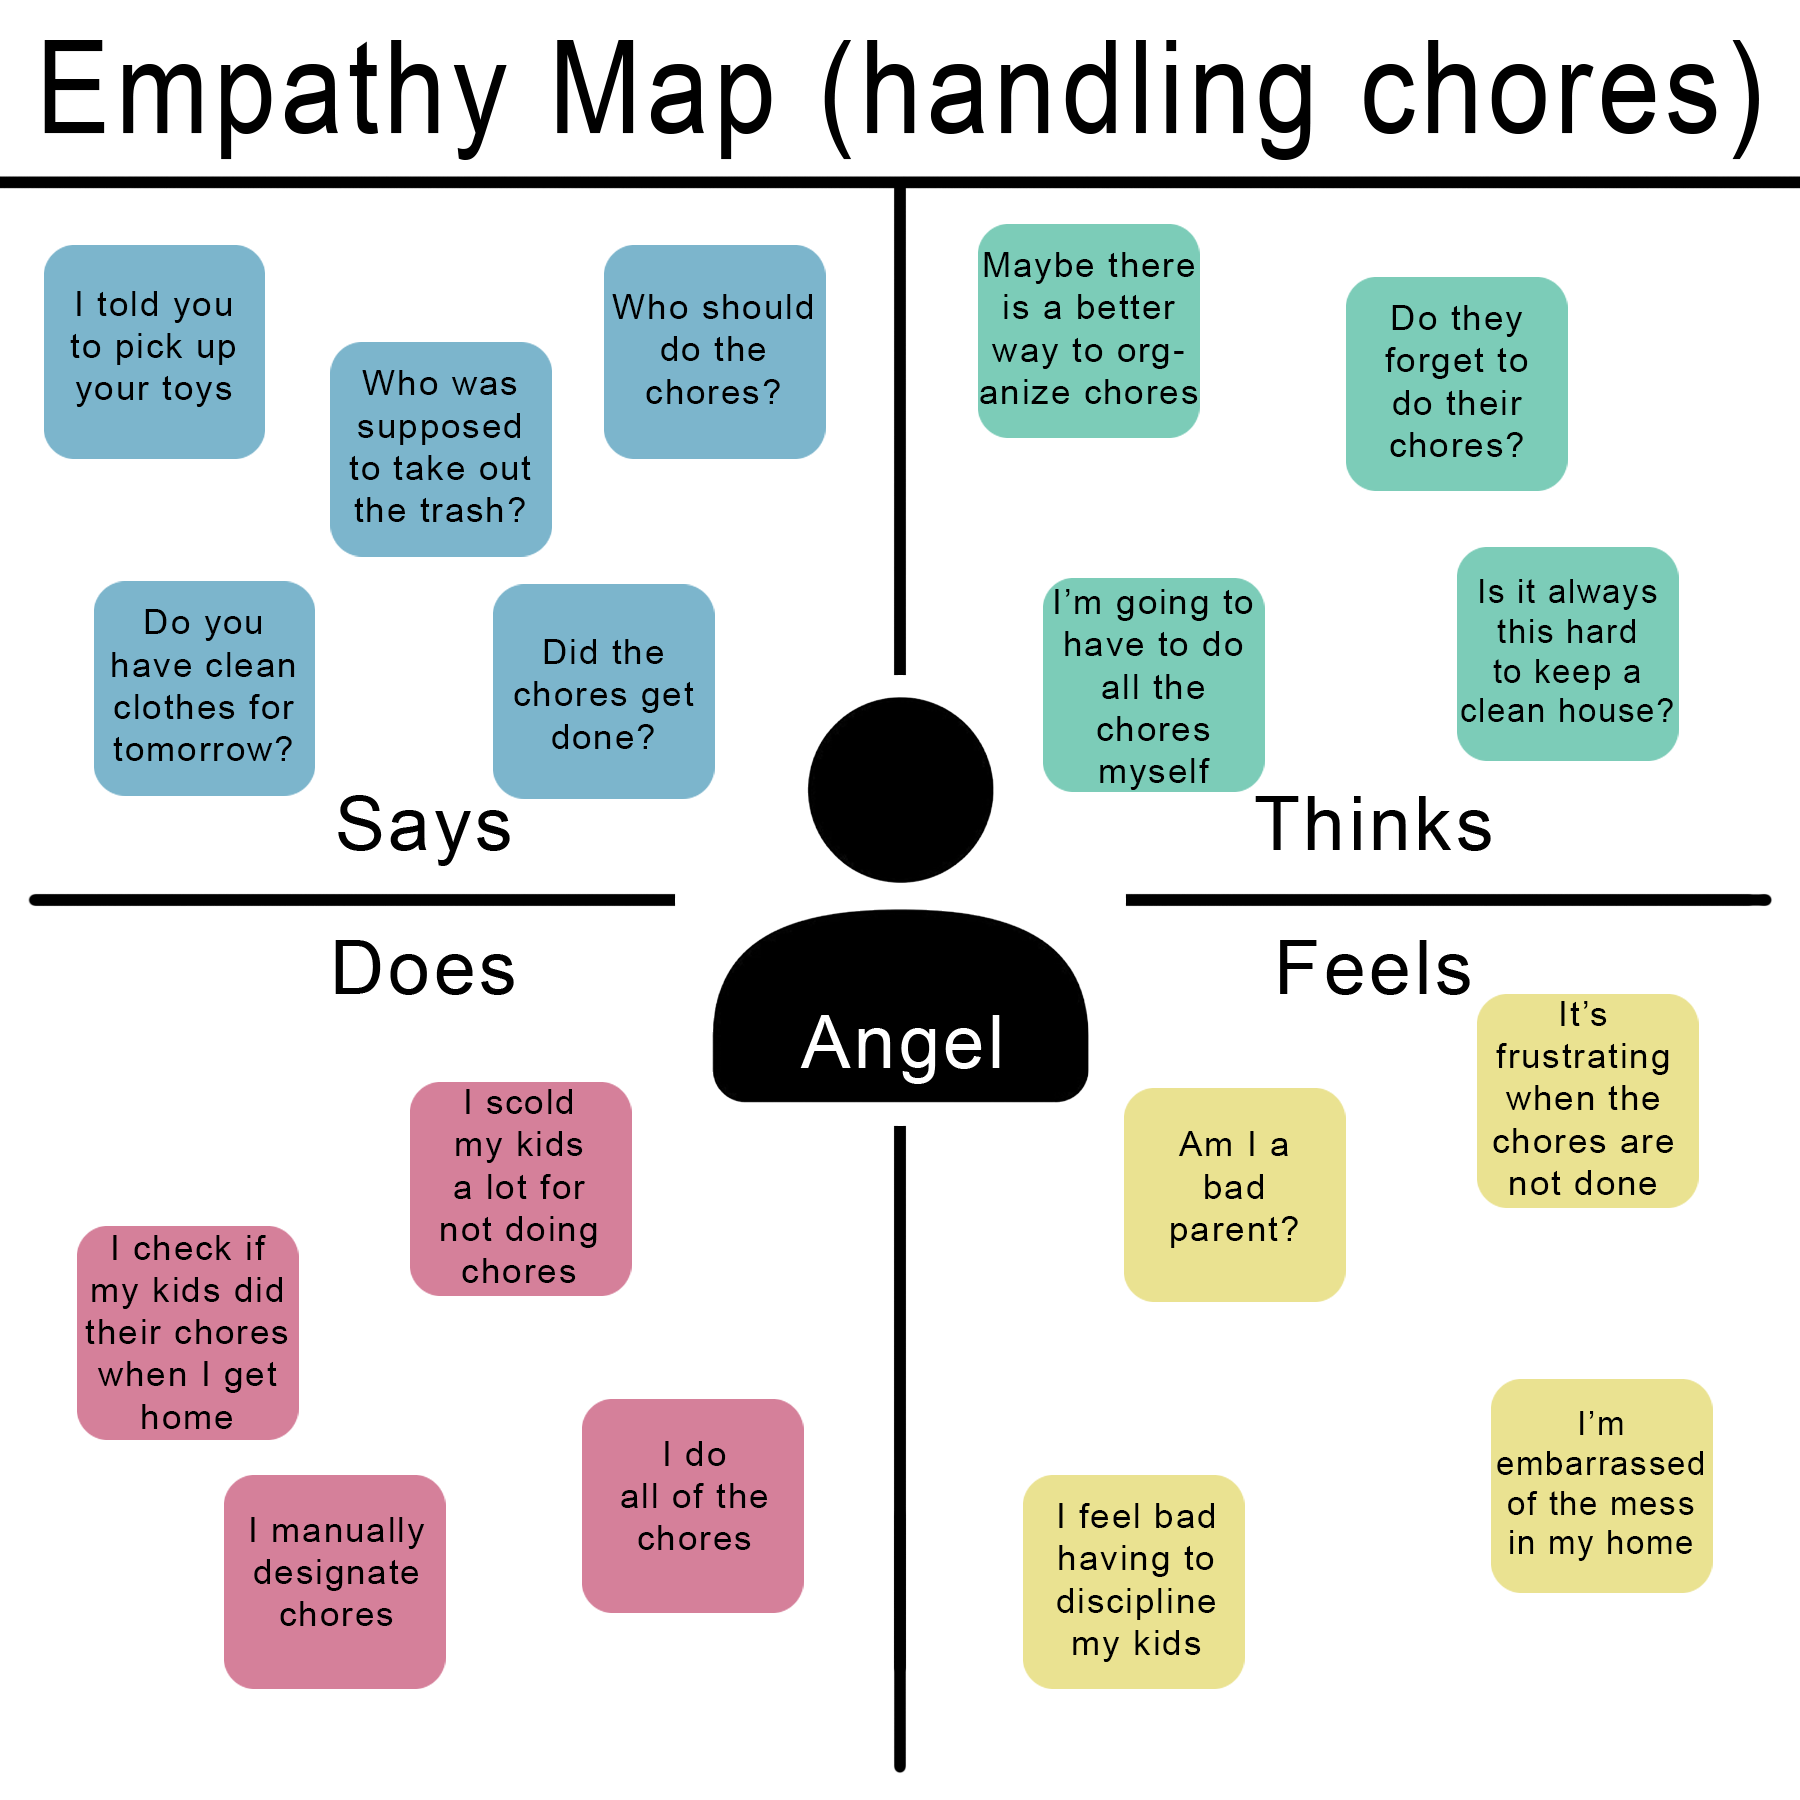 Empathy Map (handling chores)
I told you
to pick up
your toys
Who was
supposed
to take out
the trash?
Who should
do the
chores?
Do you
have clean
clothes for
tomorrow?
Did the
chores get
done?
Says
Maybe there
is a better
way to org-
anize chores
Do they
forget to
do their
chores?
I'm going to
have to do
all the
chores
myself
Is it always
this hard
to keep a
clean house?
Thinks
Angel
Does
I scold
my kids
a lot for
not doing
chores
I check if
my kids did
their chores
when I get
home
I manually
designate
chores
I do
all of the
chores
Feels
It's
frustrating
when the
chores are
not done
Am I a
bad
parent?
I'm
embarrassed
of the mess
in my home
I feel bad
having to
discipline
my kids